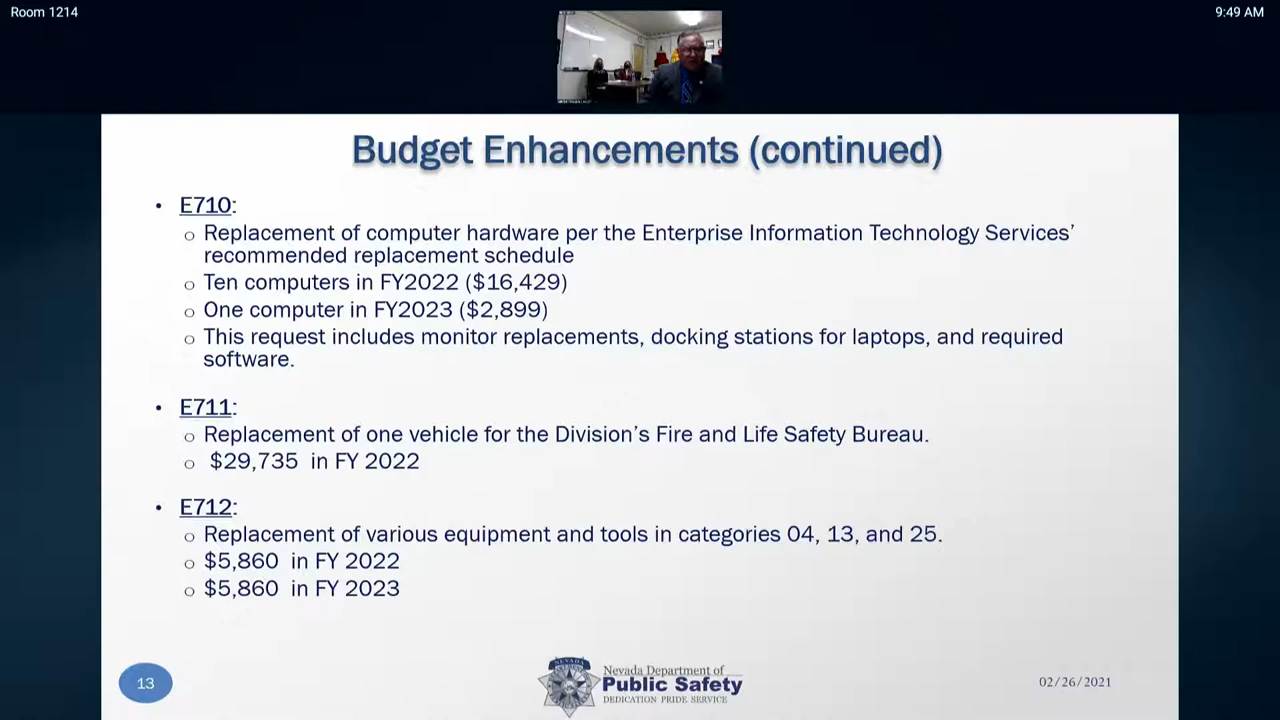 Room 1214
9:49 AM
Budget Enhancements (continued)
• E710:
o Replacement of computer hardware per the Enterprise Information Technology Services’
recommended replacement schedule
o Ten computers in FY2022 ($16,429)
o One computer in FY2023 ($2,899)
o This request includes monitor replacements, docking stations for laptops, and required
software.
• E711:
o Replacement of one vehicle for the Division’s Fire and Life Safety Bureau.
o $29,735 in FY 2022
• E712:
o Replacement of various equipment and tools in categories 04, 13, and 25.
o $5,860 in FY 2022
o $5,860 in FY 2023
13
NEVADA
Nevada Department of
Public Safety
DEDICATION PRIDE SERVICE
02/26/2021